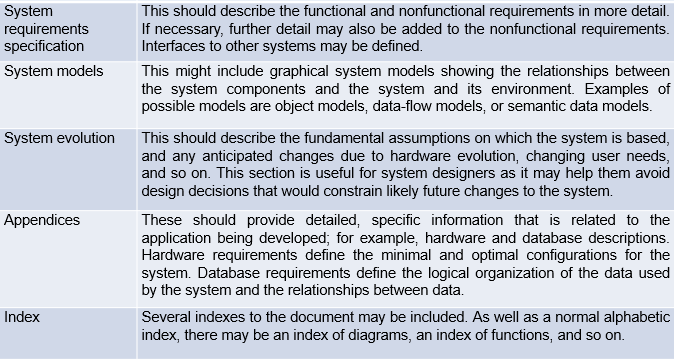 System
requirements
specification
This should describe the functional and nonfunctional requirements in more detail.
If necessary, further detail may also be added to the nonfunctional requirements.
Interfaces to other systems may be defined.
System models
This might include graphical system models showing the relationships between
the system components and the system and its environment. Examples of
possible models are object models, data-flow models, or semantic data models.
System evolution
This should describe the fundamental assumptions on which the system is based,
and any anticipated changes due to hardware evolution, changing user needs,
and so on. This section is useful for system designers as it may help them avoid
design decisions that would constrain likely future changes to the system.
Appendices
These should provide detailed, specific information that is related to the
application being developed; for example, hardware and database descriptions.
Hardware requirements define the minimal and optimal configurations for the
system. Database requirements define the logical organization of the data used
by the system and the relationships between data.
Index
Several indexes to the document may be included. As well as a normal alphabetic
index, there may be an index of diagrams, an index of functions, and so on.